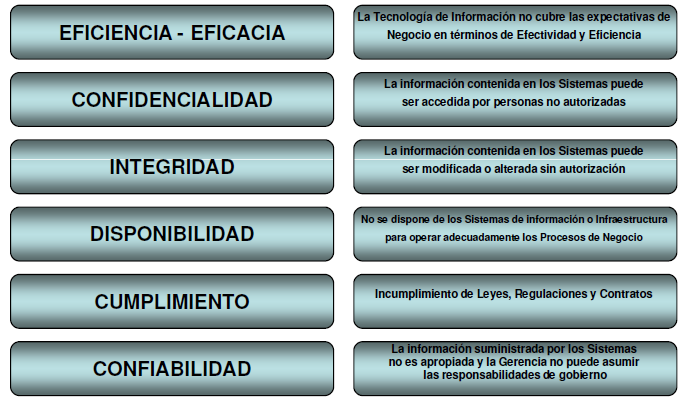 EFICIENCIA - EFICACIA
La Tecnología de Información no cubre las expectativas de
Negocio en términos de Efectividad y Eficiencia
CONFIDENCIALIDAD
La información contenida en los Sistemas puede
ser accedida por personas no autorizadas
INTEGRIDAD
La información contenida en los Sistemas puede
ser modificada o alterada sin autorización
DISPONIBILIDAD
No se dispone de los Sistemas de información o Infraestructura
para operar adecuadamente los Procesos de Negocio
CUMPLIMIENTO
Incumplimiento de Leyes, Regulaciones y Contratos
CONFIABILIDAD
La información suministrada por los Sistemas
no es apropiada y la Gerencia no puede asumir
las responsabilidades de gobierno